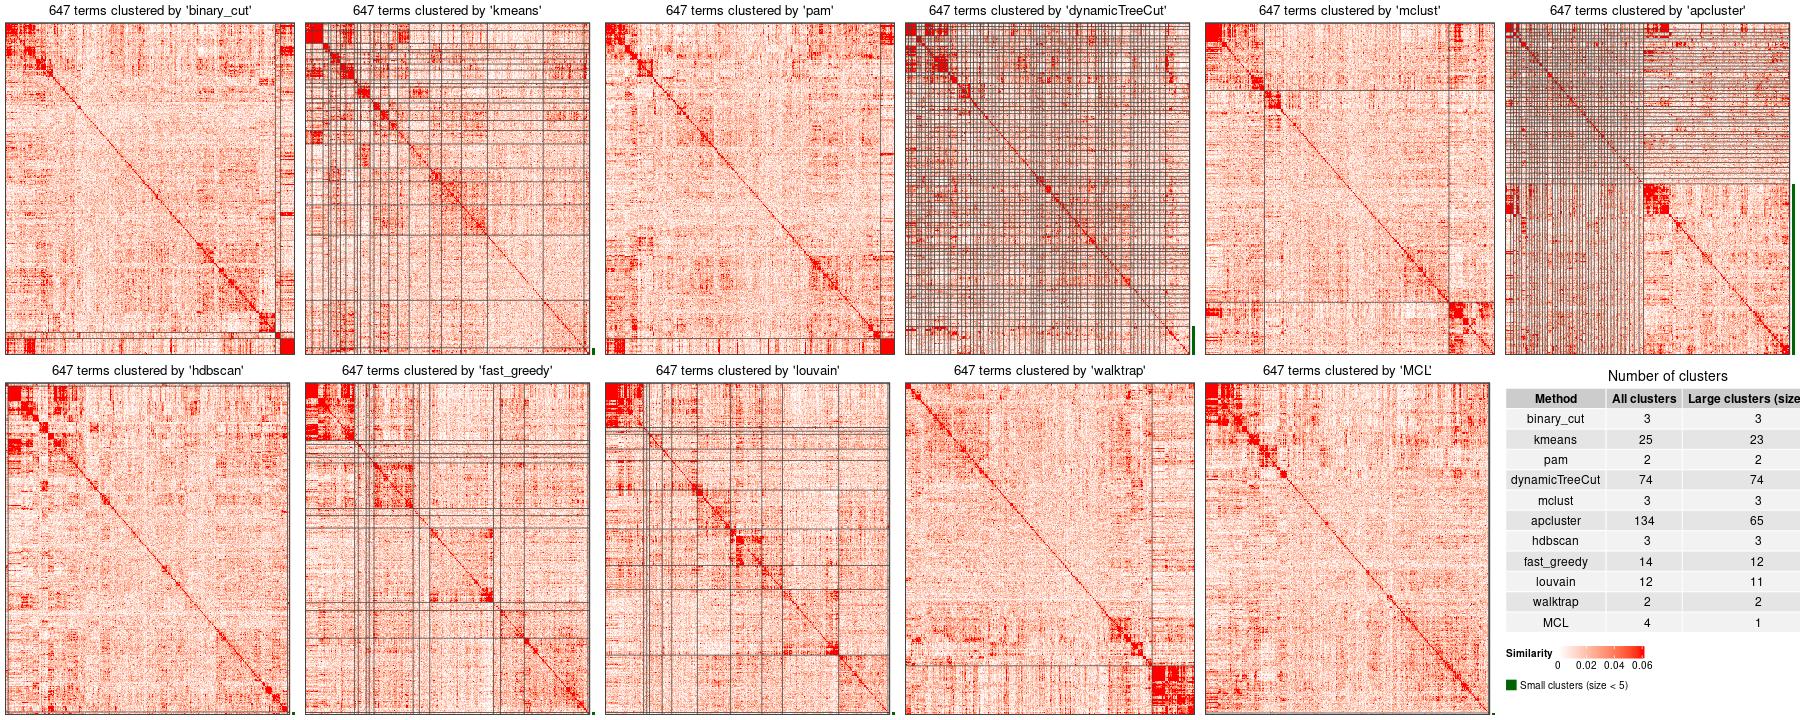 647 terms clustered by 'binary_cut'
647 terms clustered by 'kmeans'
647 terms clustered by 'pam'
647 terms clustered by 'dynamicTreeCut'
647 terms clustered by 'mclust'
647 terms clustered by 'apcluster'
647 terms clustered by 'hdbscan'
647 terms clustered by 'fast_greedy'
647 terms clustered by 'louvain'
647 terms clustered by 'walktrap'
647 terms clustered by 'MCL'
Number of clusters
Method All clusters Large clusters (size
binary_cut 3 3
kmeans 25 23
pam 2 2
dynamicTreeCut 74 74
mclust 3 3
apcluster 134 65
hdbscan 3 3
fast_greedy 14 12
louvain 12 11
walktrap 2 2
MCL 4 1
Similarity
0 0.02 0.04 0.06
Small clusters (size < 5)